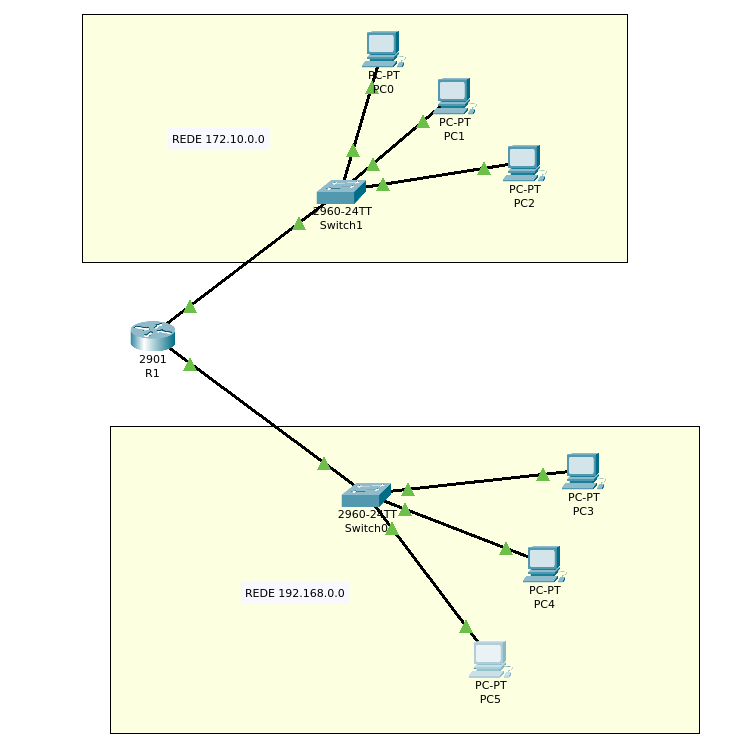 PC-PT
PC0
PC-PT
PC1
REDE 172.10.0.0
PC-PT
PC2
2960-24TT
Switch1
2901
R1
PC-PT
PC3
2960-24TT
Switch0
PC-PT
PC4
REDE 192.168.0.0
PC-PT
PC5